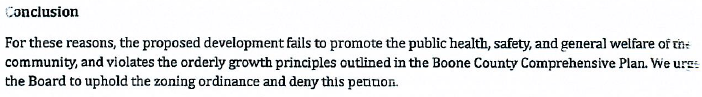 Conclusion
For these reasons, the proposed development fails to promote the public health, safety, and general welfare of the
community, and violates the orderly growth principles outlined in the Boone County Comprehensive Plan. We urge
the Board to uphold the zoning ordinance and deny this petition.